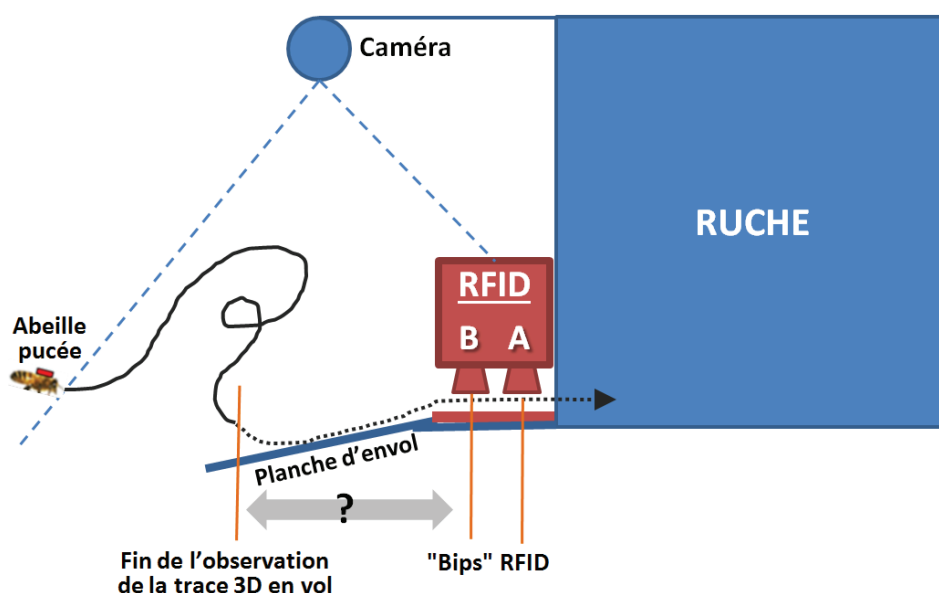 Caméra
RUCHE
RFID
B A
Abeille
pucée
Planche d'envol
?
Fin de l'observation
de la trace 3D en vol
"Bips" RFID